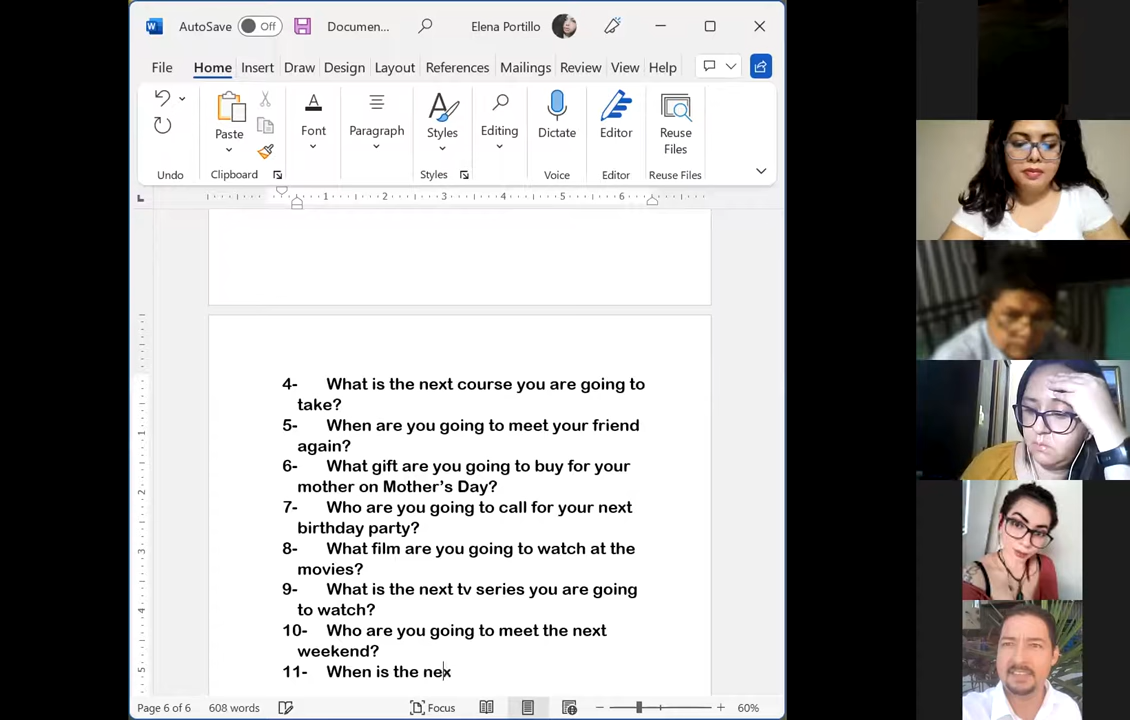 AutoSave Off Documen... Elena Portillo
File Home Insert Draw Design Layout References Mailings Review View Help
Paste Font Paragraph Styles Editing Dictate Editor Reuse Files
Undo Clipboard Styles Voice Editor Reuse Files
1 2 3 4 5 6
4- What is the next course you are going to
take?
5- When are you going to meet your friend
again?
6- What gift are you going to buy for your
mother on Mother's Day?
7- Who are you going to call for your next
birthday party?
8- What film are you going to watch at the
movies?
9- What is the next tv series you are going
to watch?
10- Who are you going to meet the next
weekend?
11- When is the nex
Page 6 of 6 608 words Focus 60%